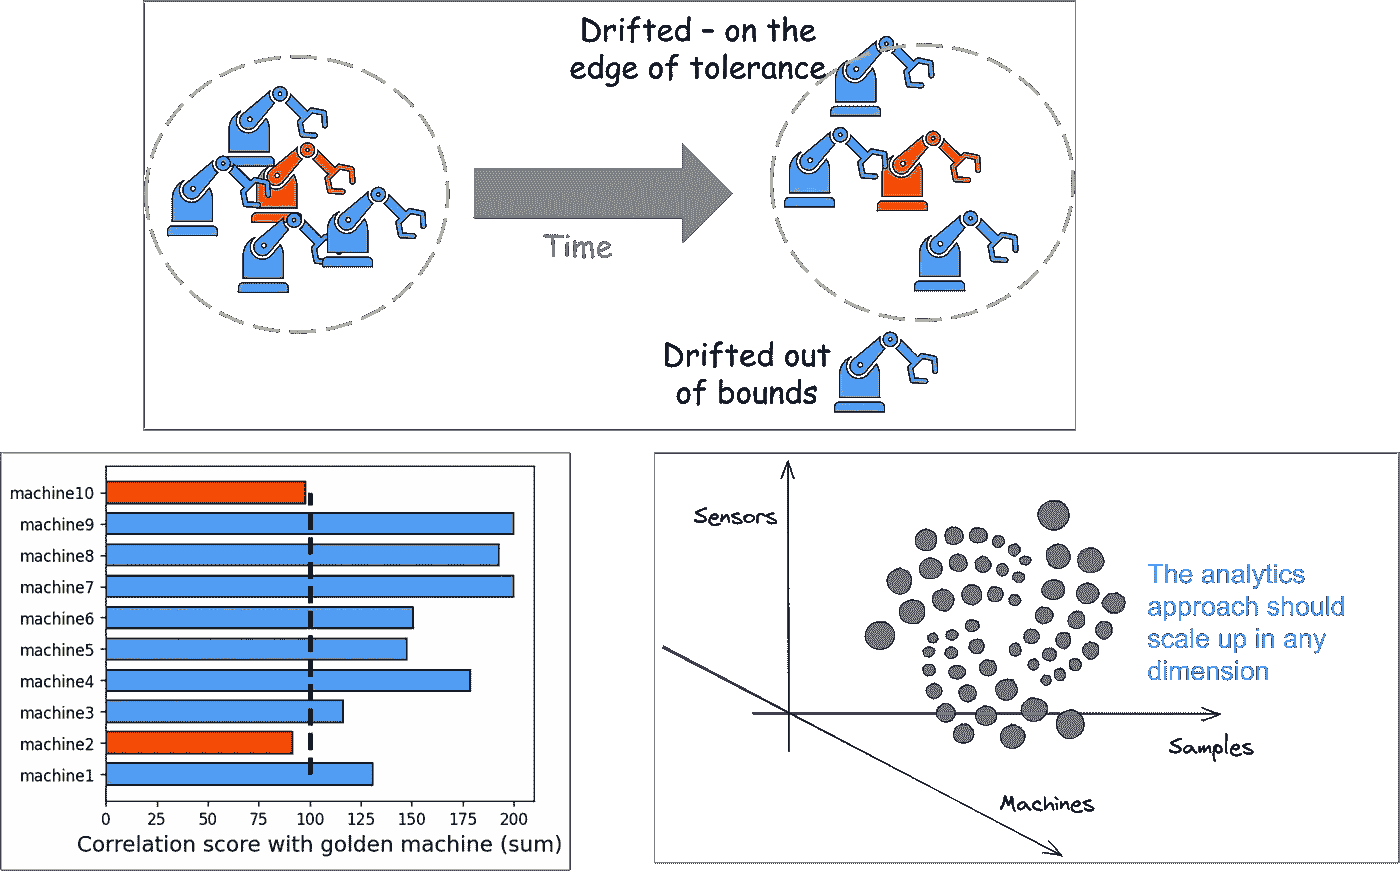 Drifted – on the
edge of tolerance
Time
Drifted out
of bounds
machine10
machine9
machine8
machine7
machine6
machine5
machine4
machine3
machine2
machine1
0 25 50 75 100 125 150 175 200
Correlation score with golden machine (sum)
Sensors
The analytics
approach should
scale up in any
dimension
Samples
Machines